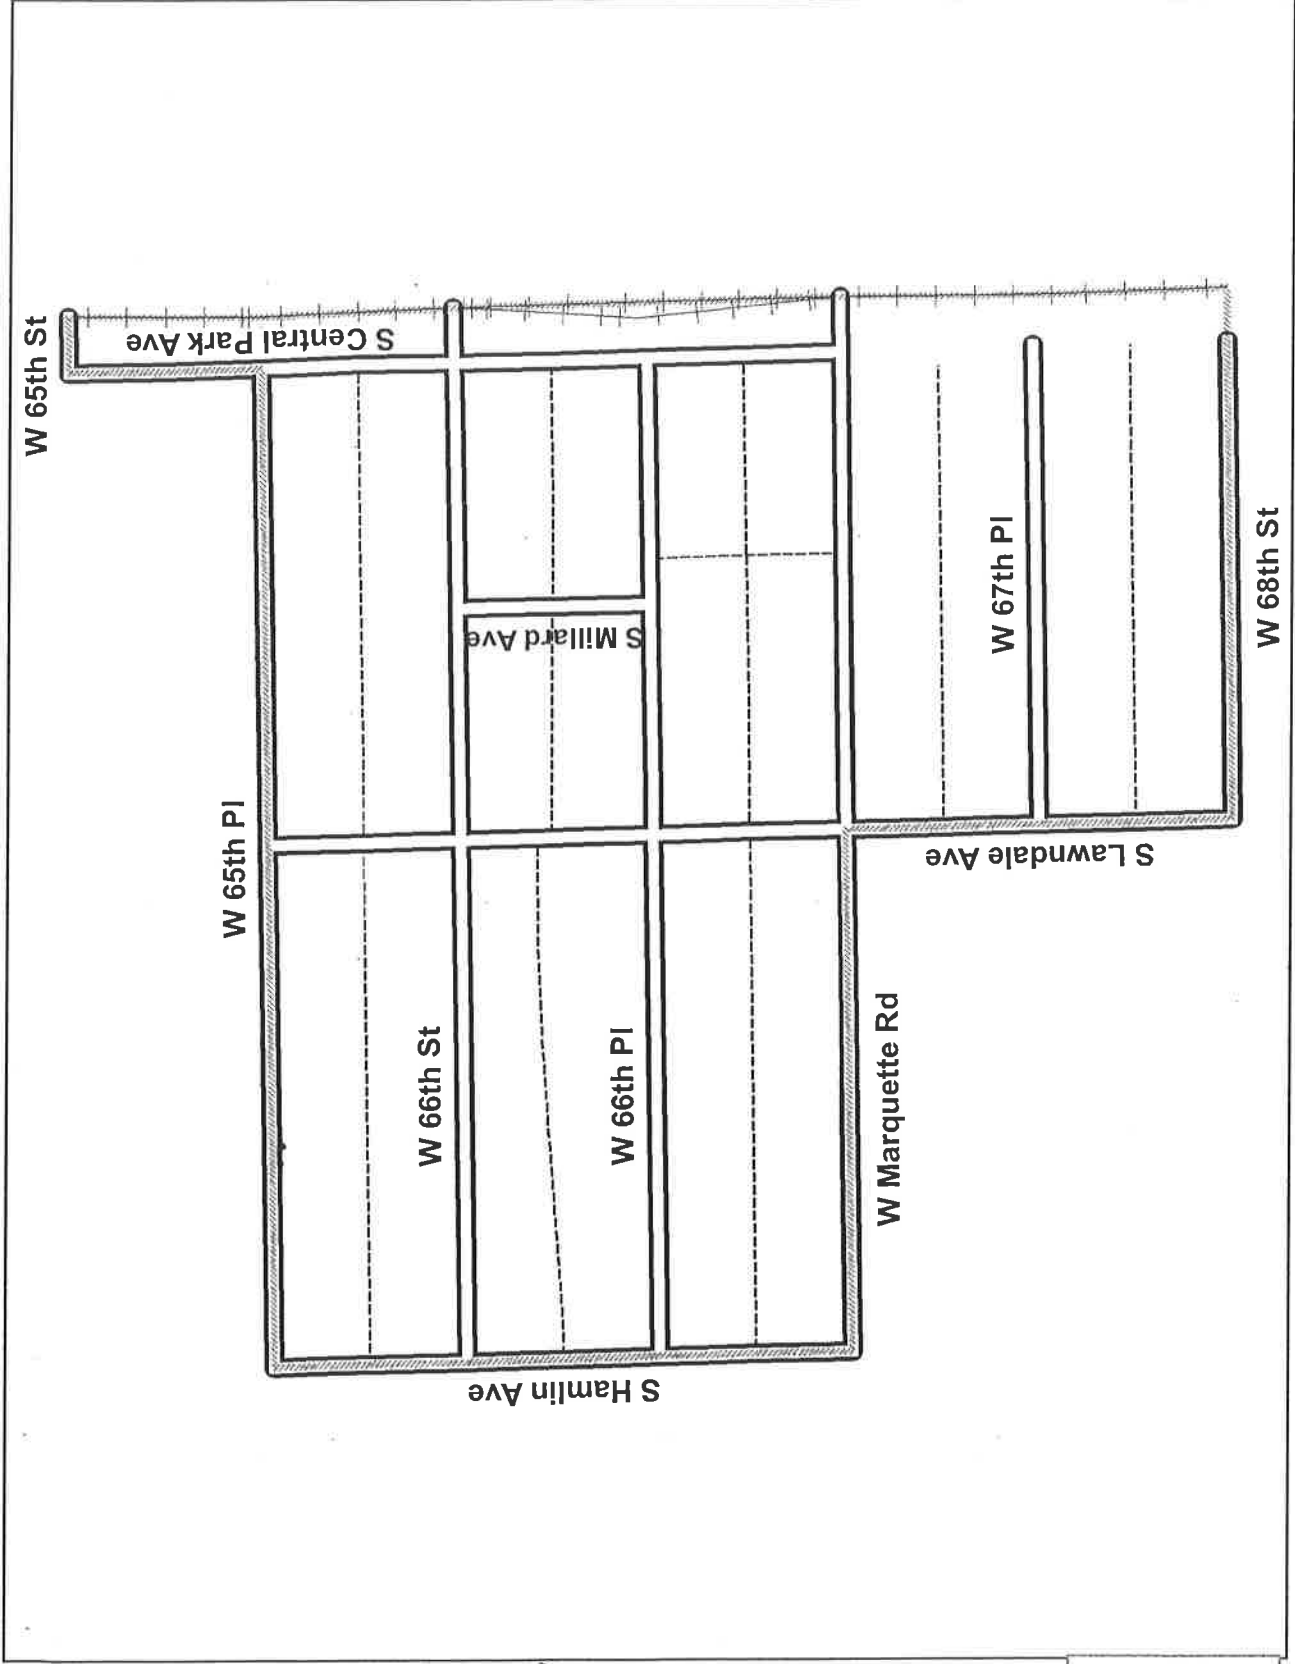 W 65th St
S Central Park Ave
W 65th Pl
S Millard Ave
W 66th St
W 66th Pl
W 67th Pl
W 68th St
S Lawndale Ave
W Marquette Rd
S Hamlin Ave